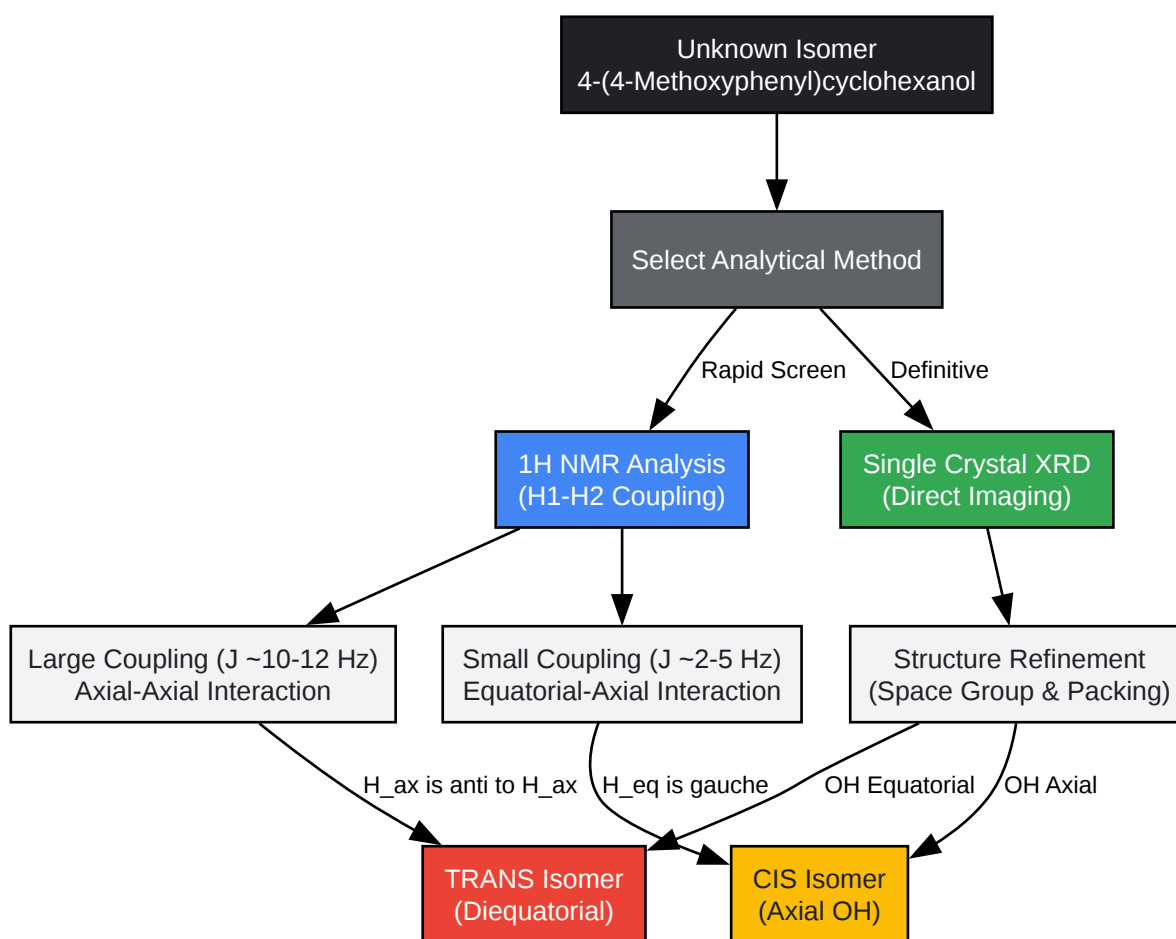 Unknown Isomer
4-(4-Methoxyphenyl)cyclohexanol
Select Analytical Method
Rapid Screen
Definitive
1H NMR Analysis
(H1-H2 Coupling)
Single Crystal XRD
(Direct Imaging)
Large Coupling (J ~10-12 Hz)
Axial-Axial Interaction
Small Coupling (J ~2-5 Hz)
Equatorial-Axial Interaction
Structure Refinement
(Space Group & Packing)
H_ax is anti to H_ax
H_eq is gauche
OH Equatorial
OH Axial
TRANS Isomer
(Diequatorial)
CIS Isomer
(Axial OH)